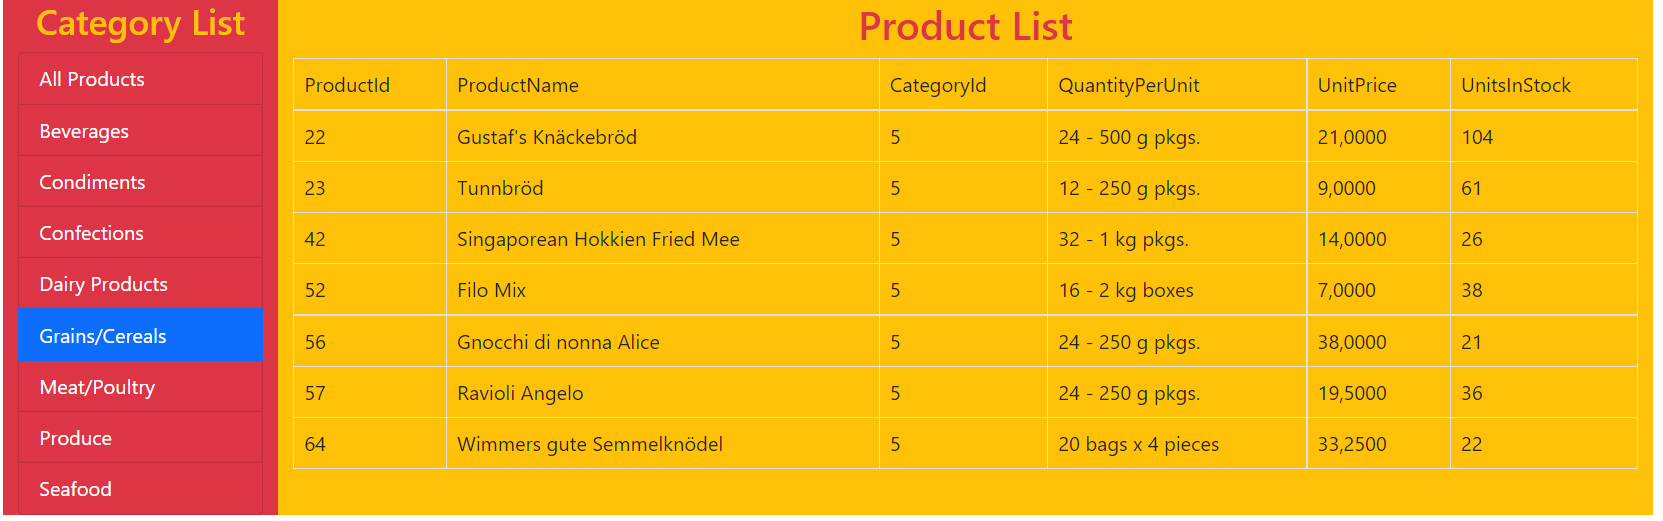 Category List
All Products
Beverages
Condiments
Confections
Dairy Products
Grains/Cereals
Meat/Poultry
Produce
Seafood
Product List
ProductId ProductName CategoryId QuantityPerUnit UnitPrice UnitsInStock
22 Gustaf's Knäckebröd 5 24 - 500 g pkgs. 21,0000 104
23 Tunnbröd 5 12 - 250 g pkgs. 9,0000 61
42 Singaporean Hokkien Fried Mee 5 32 - 1 kg pkgs. 14,0000 26
52 Filo Mix 5 16 - 2 kg boxes 7,0000 38
56 Gnocchi di nonna Alice 5 24 - 250 g pkgs. 38,0000 21
57 Ravioli Angelo 5 24 - 250 g pkgs. 19,5000 36
64 Wimmers gute Semmelknödel 5 20 bags x 4 pieces 33,2500 22